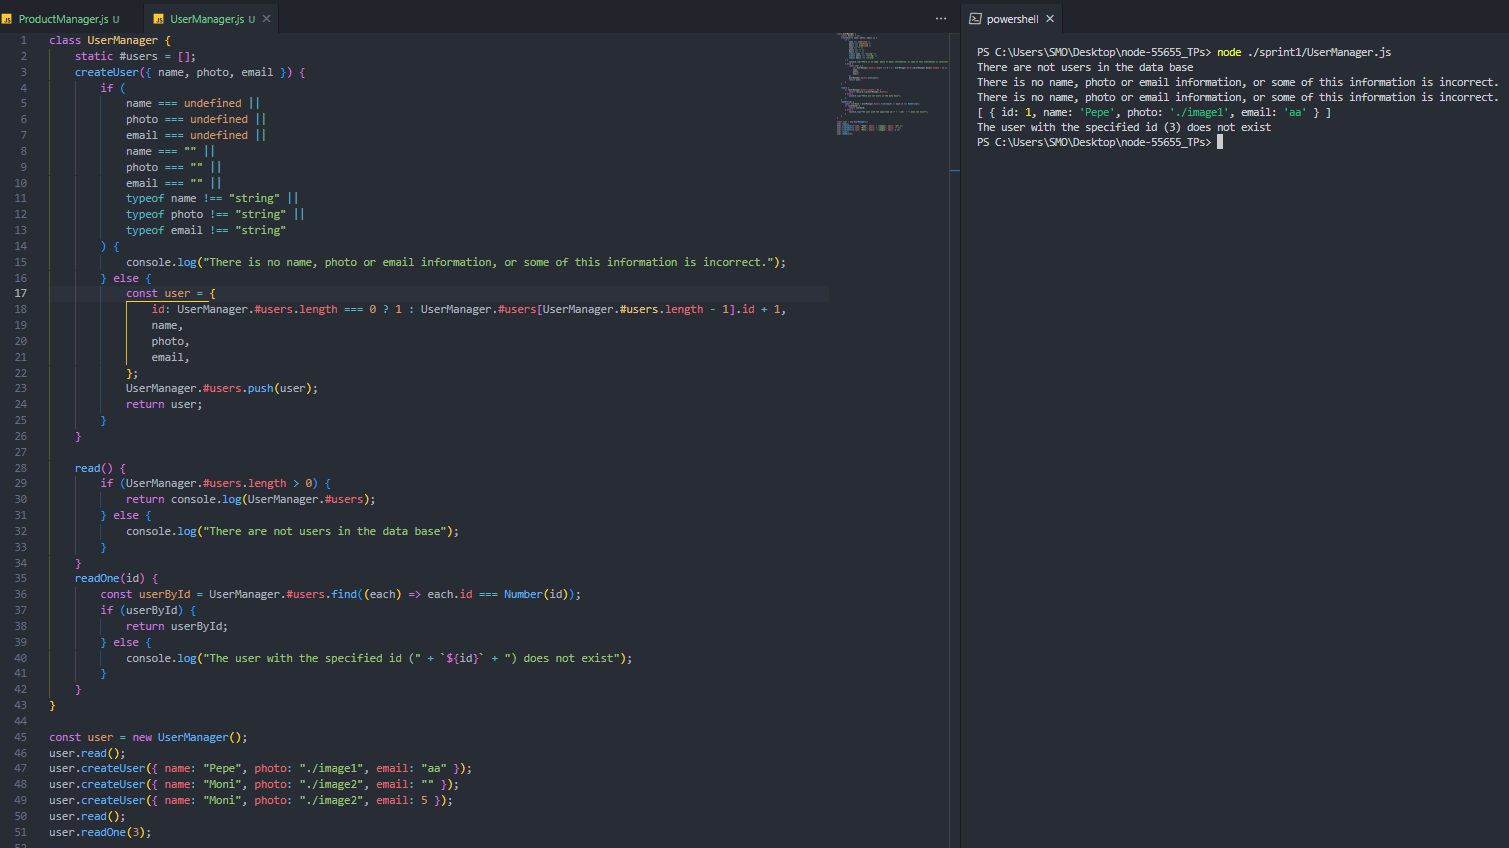 JS ProductManager.js U
JS UserManager.js U ×
···
powershell ×
1 class UserManager {
2 static #users = [];
3 createUser({ name, photo, email }) {
4 if (
5 name === undefined ||
6 photo === undefined ||
7 email === undefined ||
8 name === "" ||
9 photo === "" ||
10 email === "" ||
11 typeof name !== "string" ||
12 typeof photo !== "string" ||
13 typeof email !== "string"
14 ) {
15 console.log("There is no name, photo or email information, or some of this information is incorrect.");
16 } else {
17 const user = {
18 id: UserManager.#users.length === 0 ? 1 : UserManager.#users[UserManager.#users.length - 1].id + 1,
19 name,
20 photo,
21 email,
22 };
23 UserManager.#users.push(user);
24 return user;
25 }
26 }
27
28 read() {
29 if (UserManager.#users.length > 0) {
30 return console.log(UserManager.#users);
31 } else {
32 console.log("There are not users in the data base");
33 }
34 }
35 readOne(id) {
36 const userById = UserManager.#users.find((each) => each.id === Number(id));
37 if (userById) {
38 return userById;
39 } else {
40 console.log("The user with the specified id (" + `${id}` + ") does not exist");
41 }
42 }
43 }
44
45 const user = new UserManager();
46 user.read();
47 user.createUser({ name: "Pepe", photo: "./image1", email: "aa" });
48 user.createUser({ name: "Moni", photo: "./image2", email: "" });
49 user.createUser({ name: "Moni", photo: "./image2", email: 5 });
50 user.read();
51 user.readOne(3);
PS C:\Users\SMO\Desktop\node-55655_TPs> node ./sprint1/UserManager.js
There are not users in the data base
There is no name, photo or email information, or some of this information is incorrect.
There is no name, photo or email information, or some of this information is incorrect.
[ { id: 1, name: 'Pepe', photo: './image1', email: 'aa' } ]
The user with the specified id (3) does not exist
PS C:\Users\SMO\Desktop\node-55655_TPs>